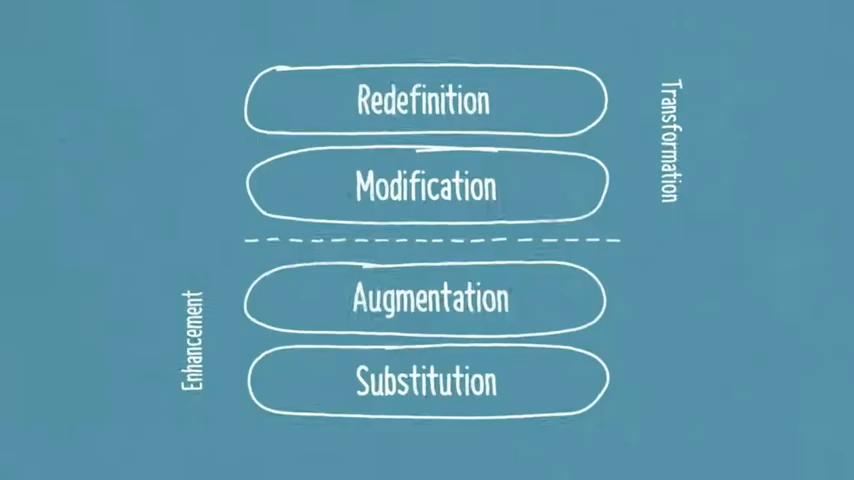 Redefinition
Transformation
Modification
Augmentation
Enhancement
Substitution